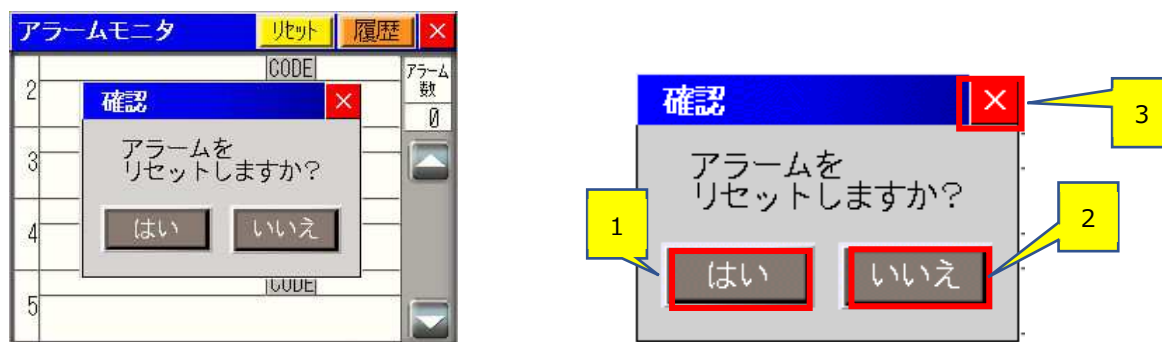 アラームモニタ リセット 履歴 ×
CODE
アラーム
数
0
2
確認 ×
アラームを
リセットしますか?
はい いいえ
3
4
CODE
5
確認 ×
アラームを
リセットしますか?
はい いいえ
1
2
3